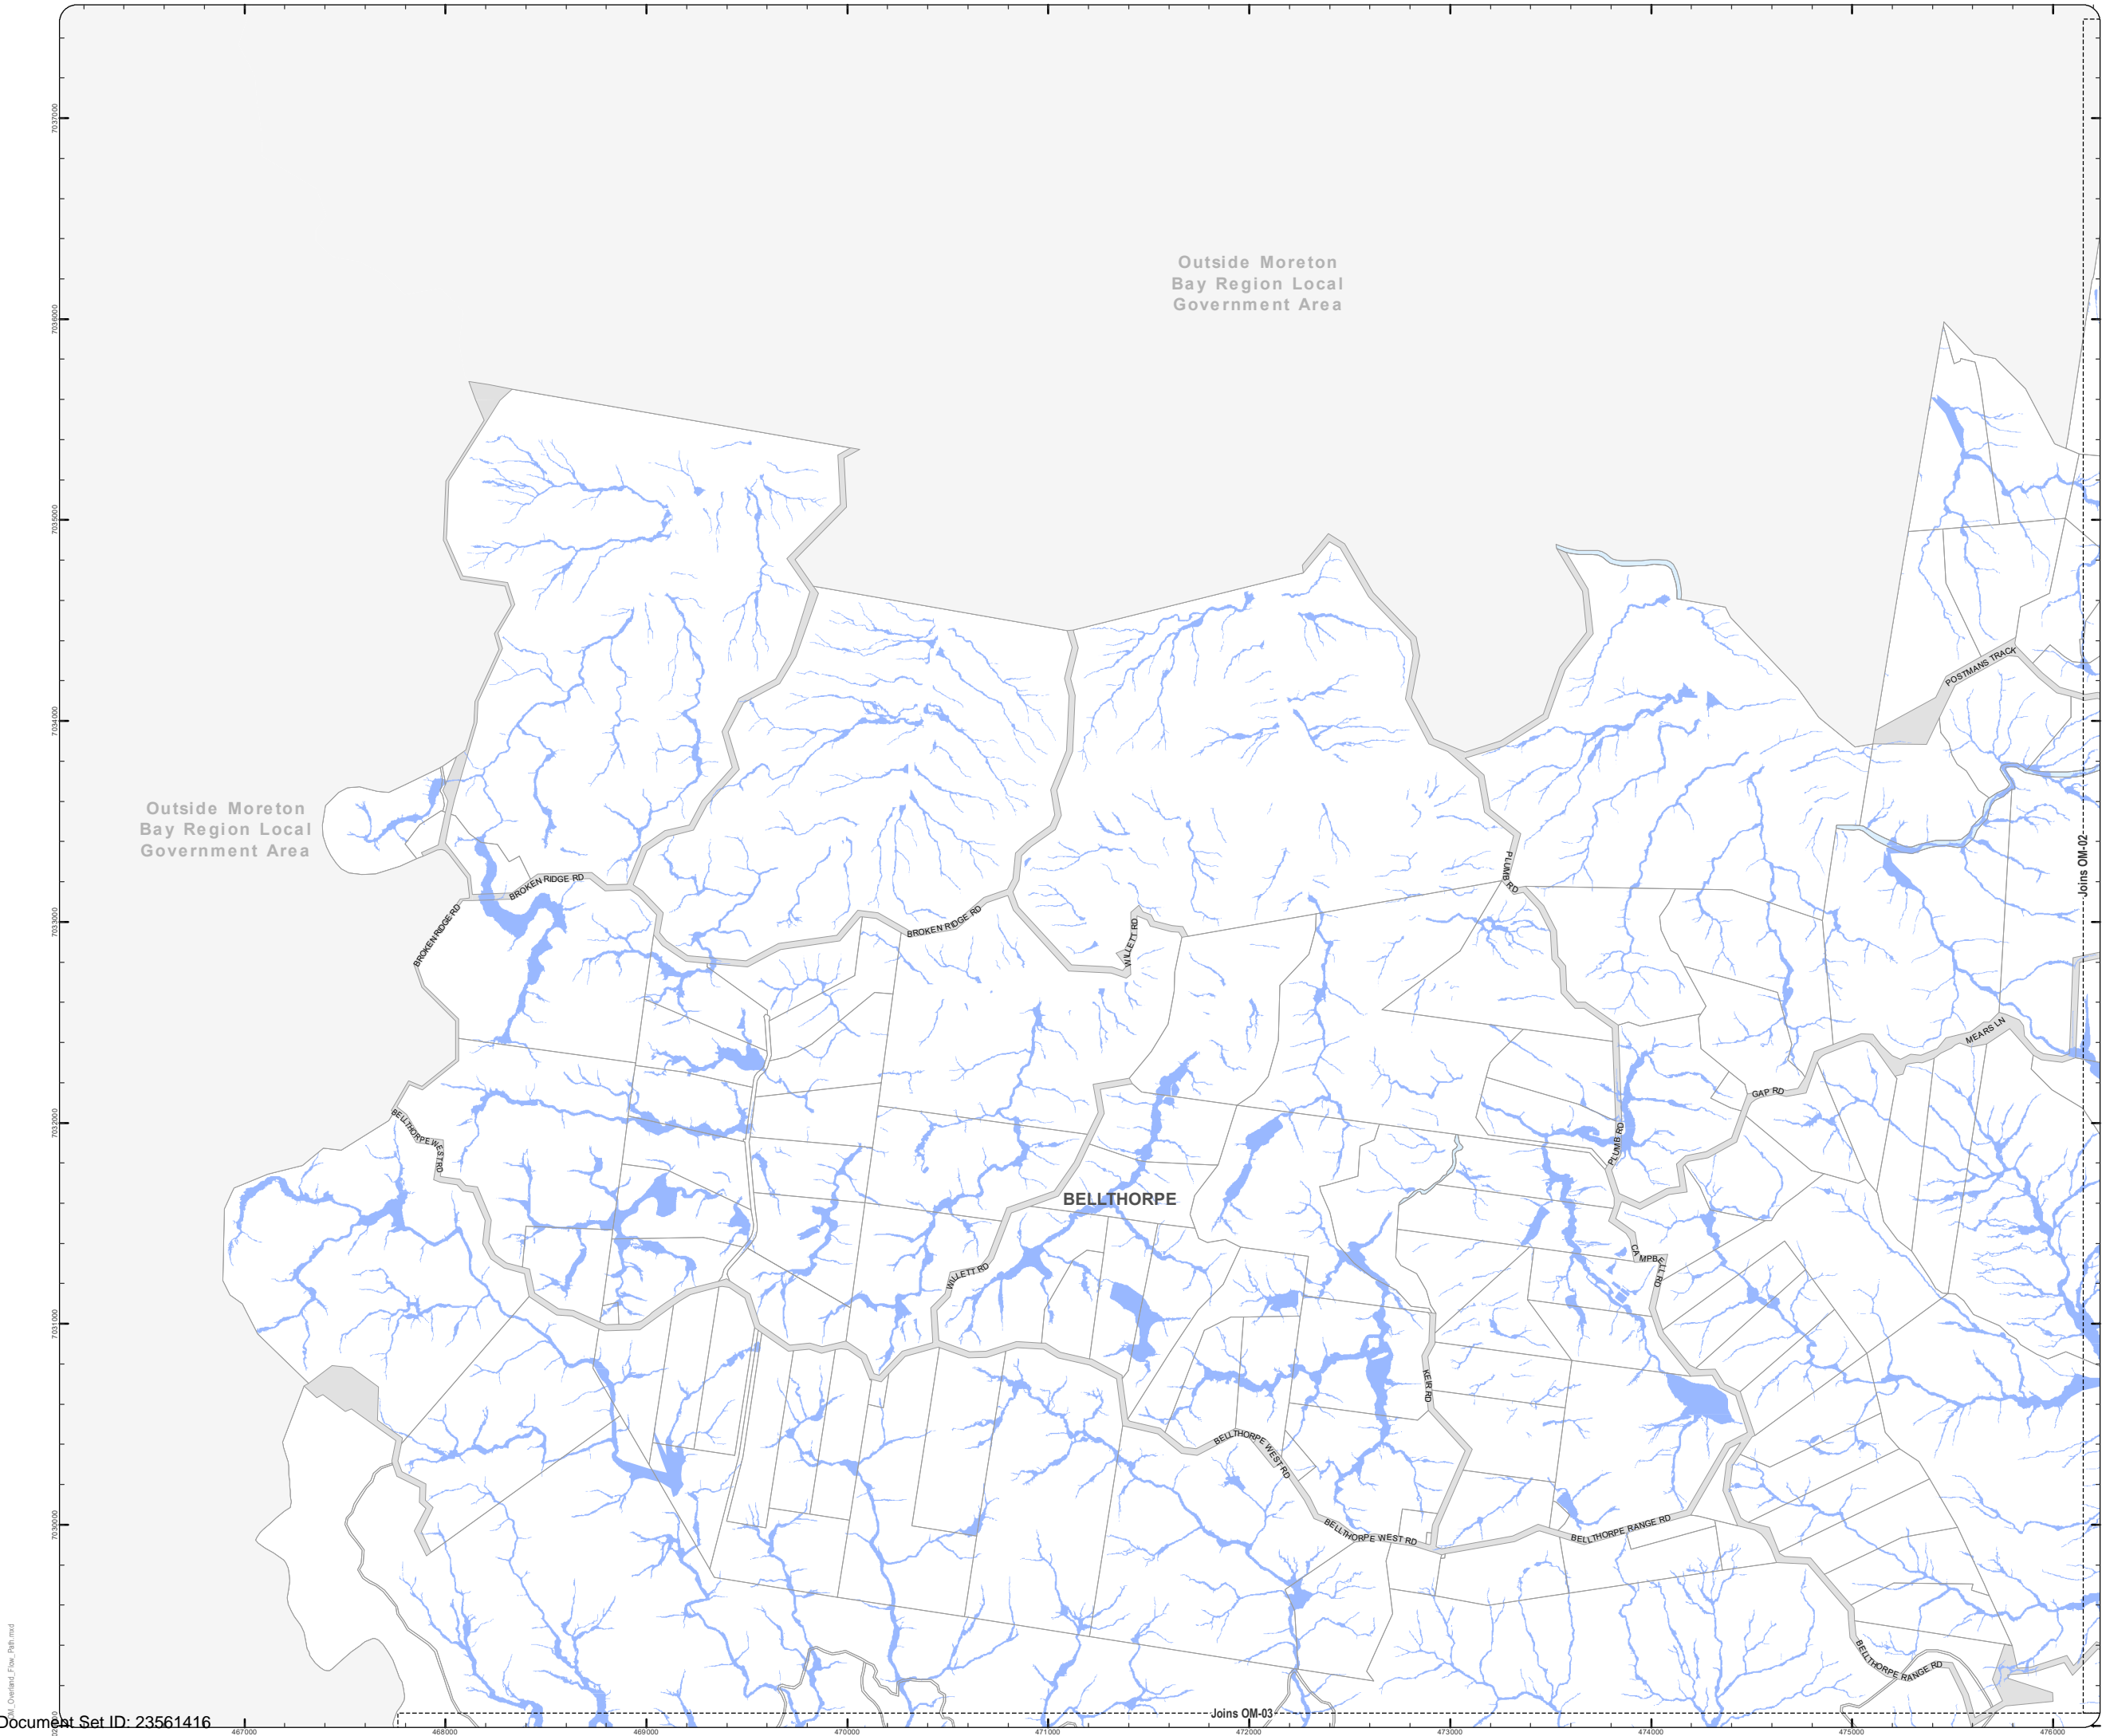 7037000
7036000
Outside Moreton
Bay Region Local
Government Area
7035000
POSTMANS TRACK
7034000
Outside Moreton
Bay Region Local
Government Area
Joins OM-02
PLUMB RD
BROKEN RIDGE RD
BROKEN RIDGE RD
BROKEN RIDGE RD
WILLETT RD
7033000
MEARS LN
GAP RD
7032000
BELLTHORPE WEST RD
PLUMB RD
BELLTHORPE
CAMPBELL RD
WILLETT RD
7031000
KEIR RD
BELLTHORPE WEST RD
7030000
BELLTHORPE WEST RD
BELLTHORPE RANGE RD
BELLTHORPE RANGE RD
Joins OM-03
Document Set ID: 23561416
467000
468000
469000
470000
471000
472000
473000
474000
475000
476000